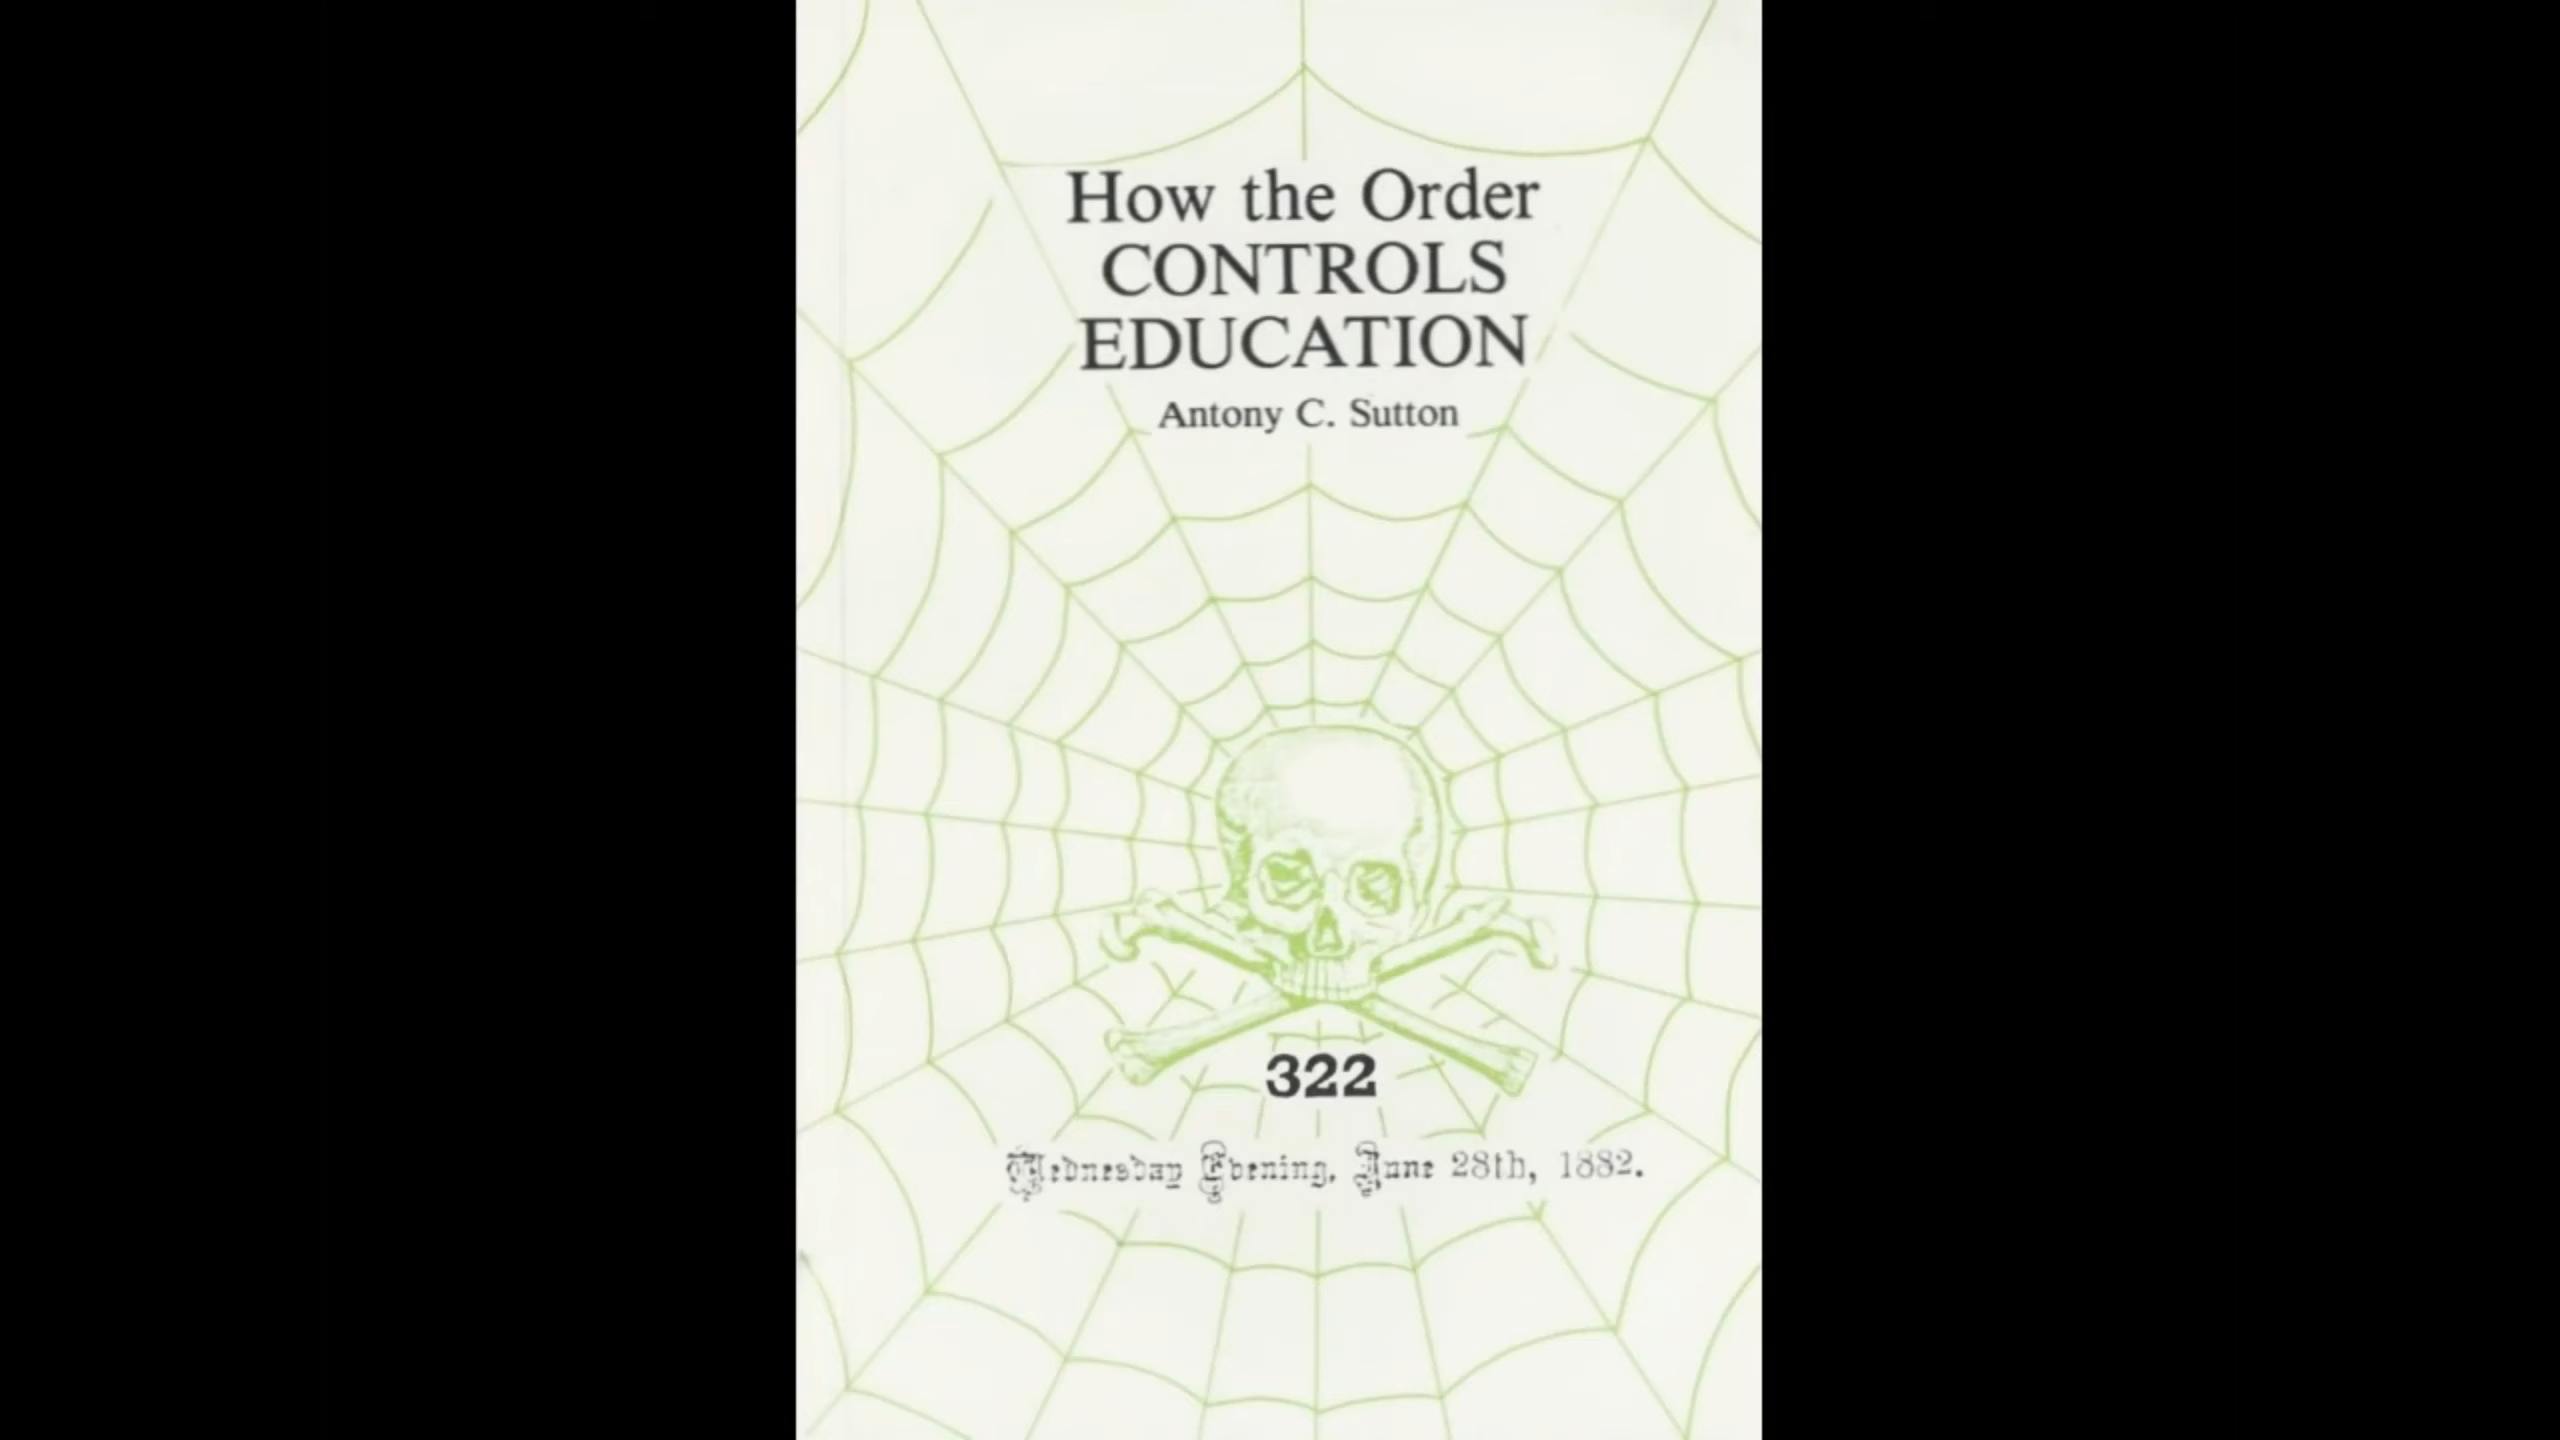 How the Order
CONTROLS
EDUCATION
Antony C. Sutton
322
Wednesday Evening, June 28th, 1882.